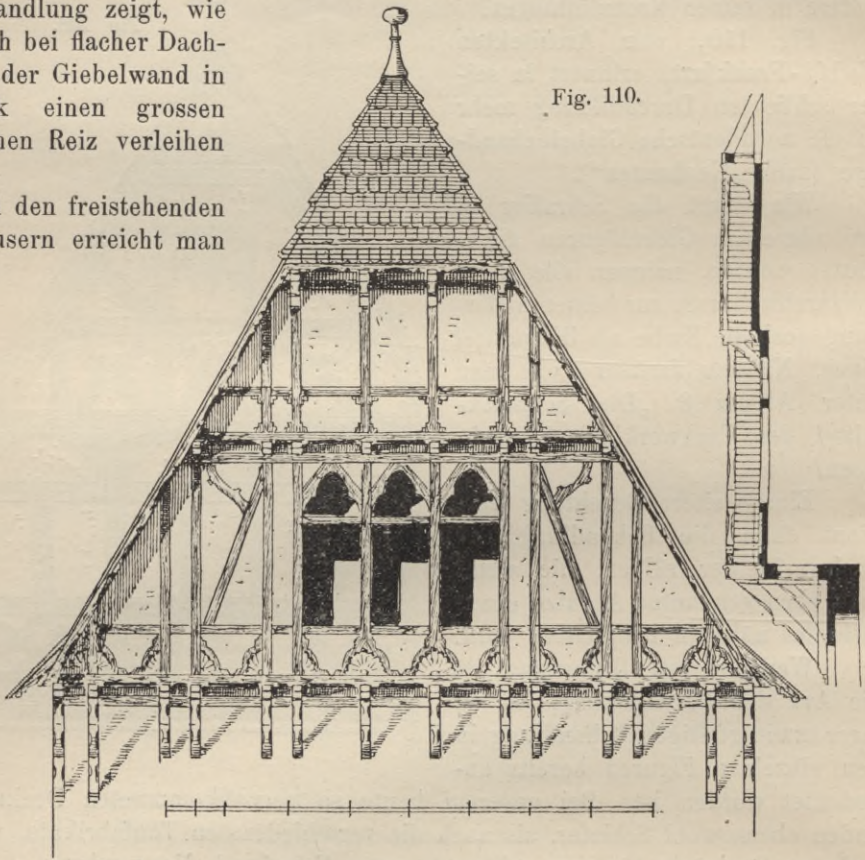 andlung zeigt, wie
h bei flacher Dach-
der Giebelwand in
k einen grossen
nen Reiz verleihen
den freistehenden
usern erreicht man
Fig. 110.